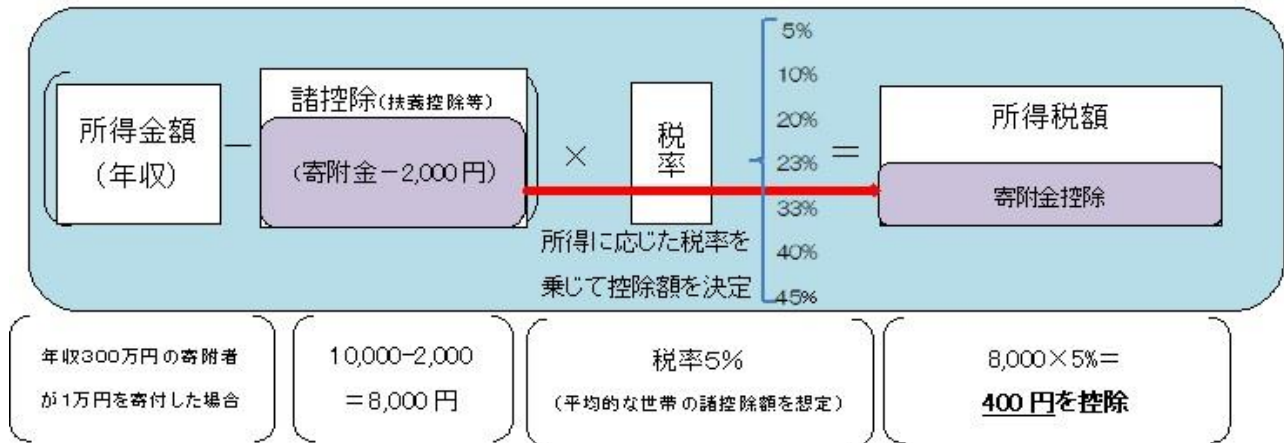 所得金額
(年収)
－
諸控除(扶養控除等)
(寄附金－2,000円)
×
税率
5%
10%
20%
23%
33%
40%
45%
＝
所得税額
寄附金控除
所得に応じた税率を
乗じて控除額を決定
年収300万円の寄附者
が1万円を寄付した場合
10,000－2,000
＝8,000円
税率5%
(平均的な世帯の諸控除額を想定)
8,000×5%＝
400円を控除